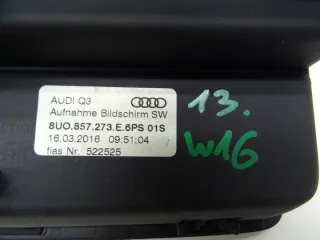 AUDI Q3
Aufnahme Bildschirm SW
8U0.857.273.E.6PS 01S
16.03.2016 09:51:04
fias Nr. 522525
13.
W16